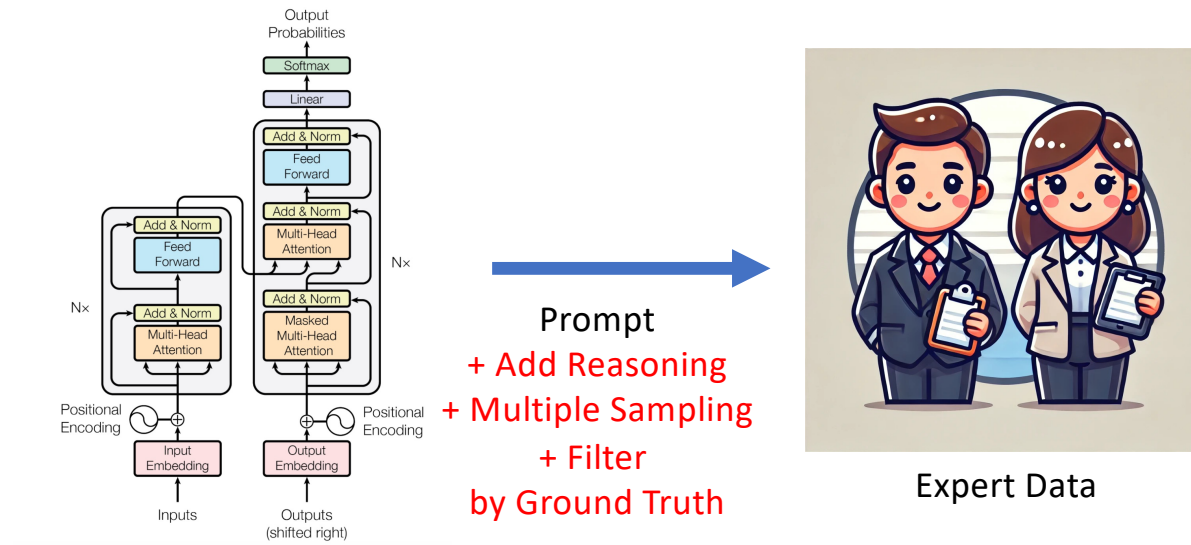 Output
Probabilities
Softmax
Linear
Add & Norm
Feed
Forward
Add & Norm
Multi-Head
Attention
Add & Norm
Masked
Multi-Head
Attention
N×
Add & Norm
Feed
Forward
Add & Norm
Multi-Head
Attention
N×
Positional
Encoding
Positional
Encoding
Input
Embedding
Output
Embedding
Inputs
Outputs
(shifted right)
Prompt
+ Add Reasoning
+ Multiple Sampling
+ Filter
by Ground Truth
Expert Data